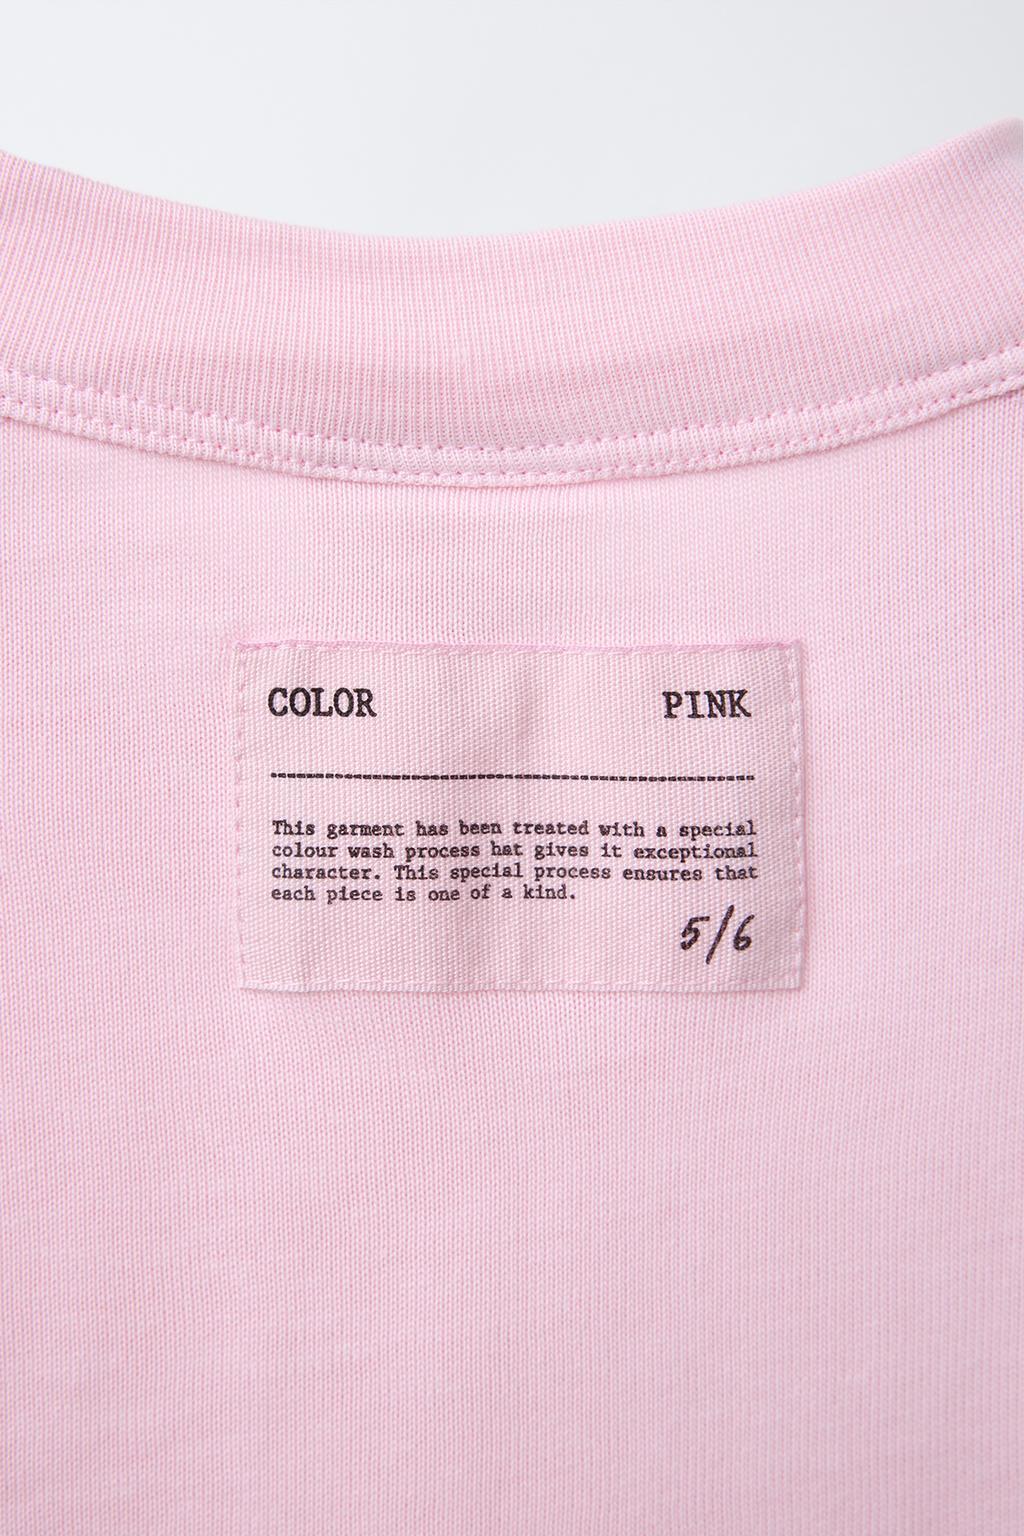 COLOR PINK
This garment has been treated with a special
colour wash process hat gives it exceptional
character. This special process ensures that
each piece is one of a kind.
5/6